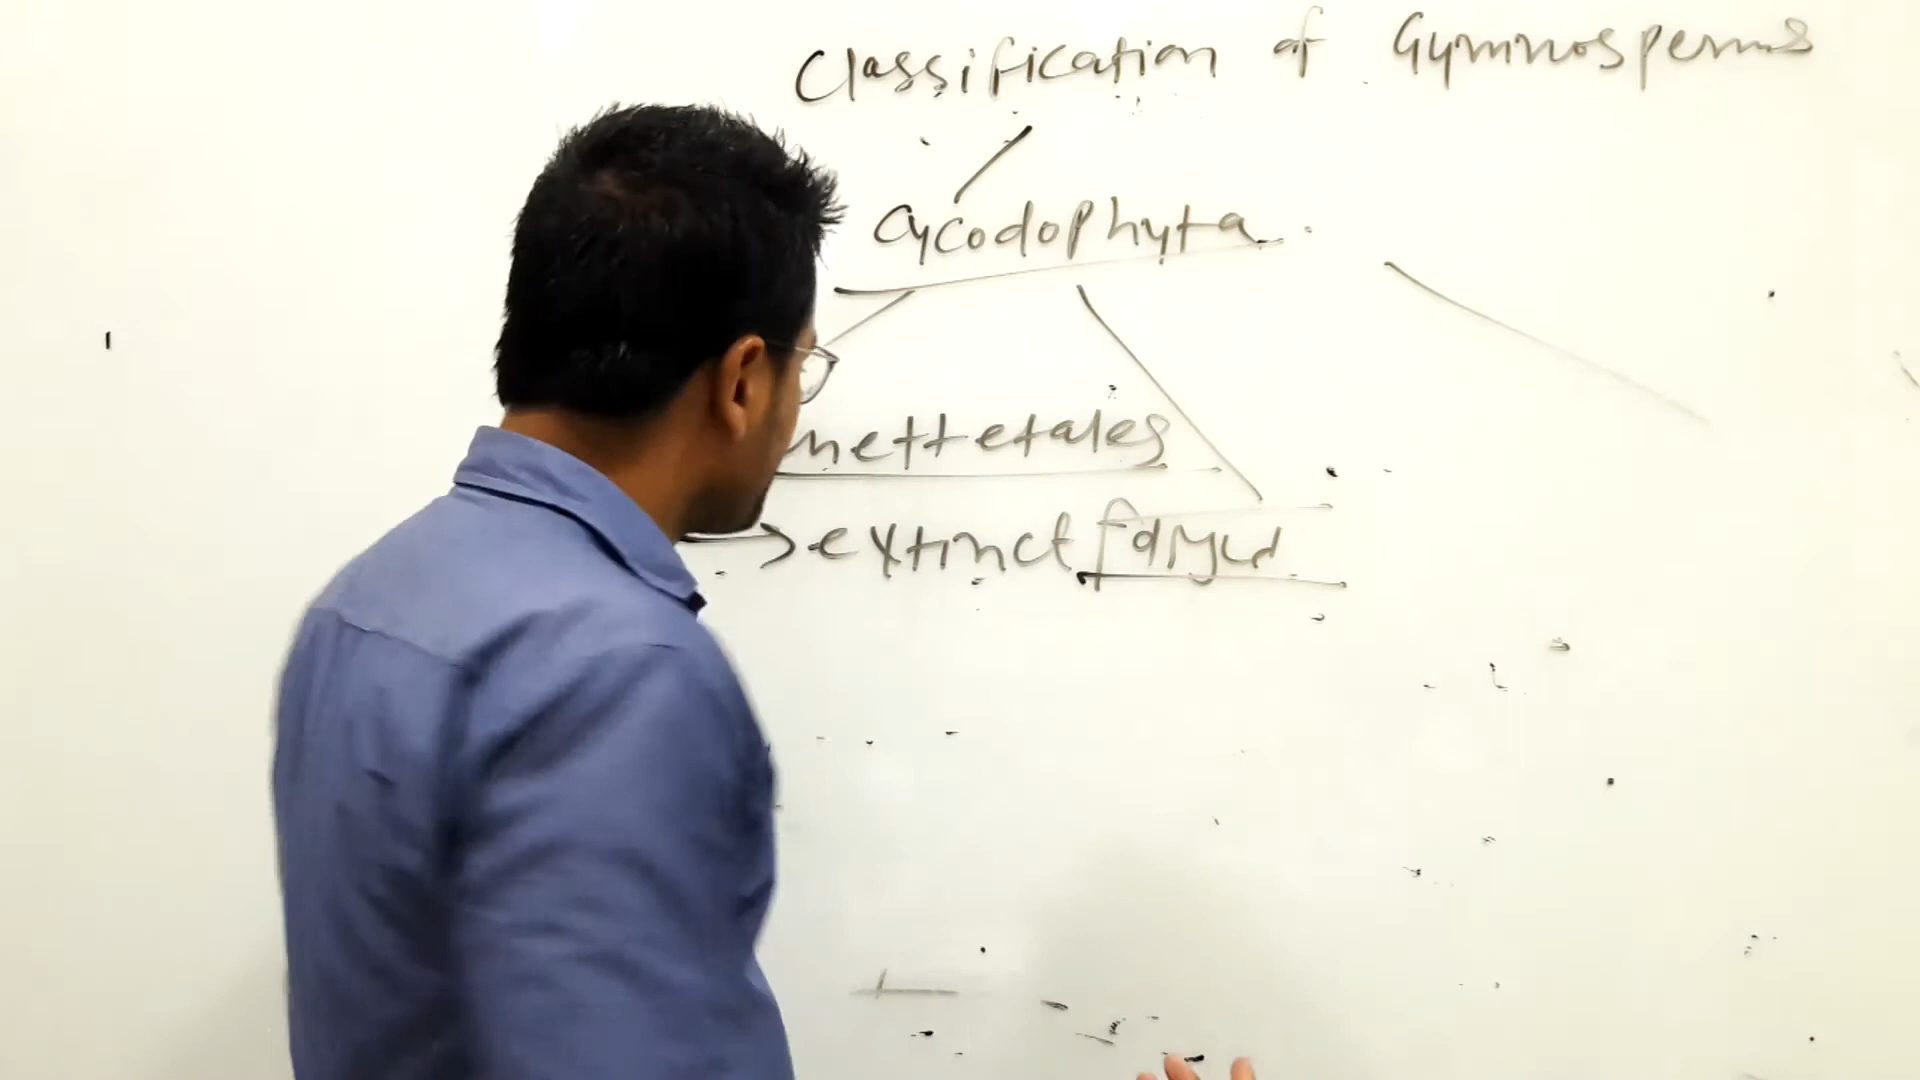 Classification of Gymnosperms
Cycodophyta
nettetales
→ extinct